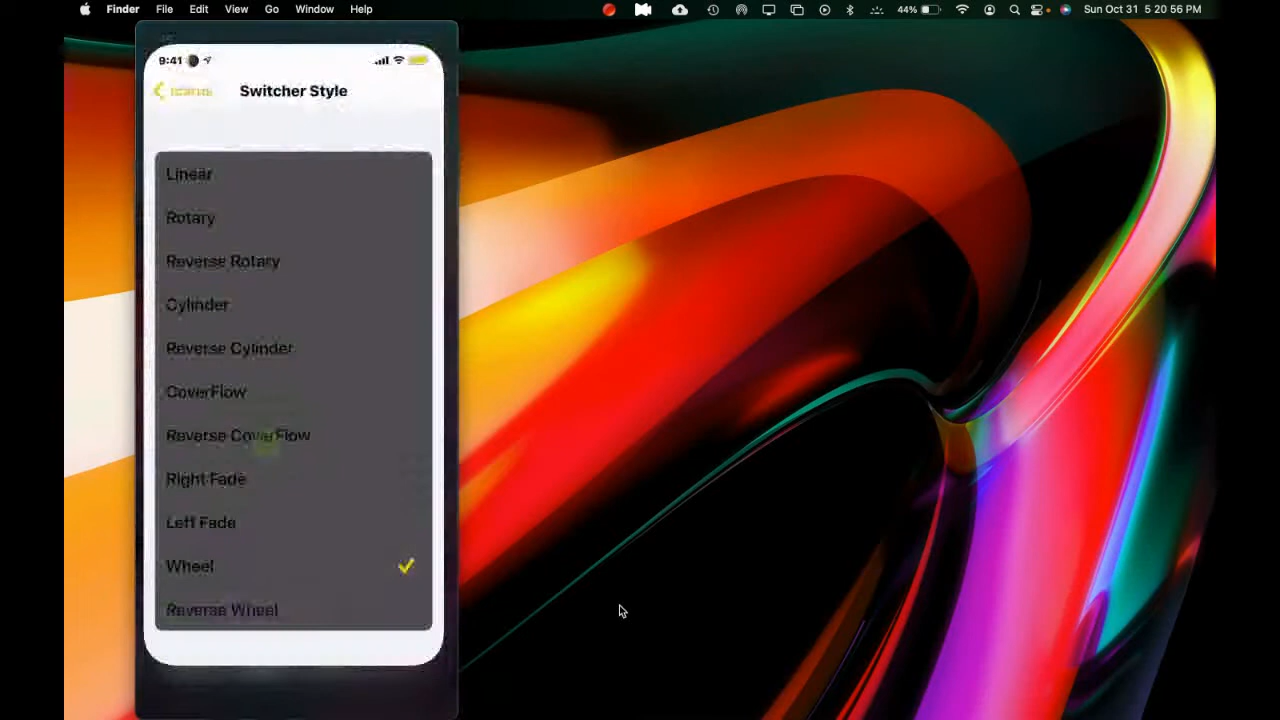 Finder File Edit View Go Window Help 44% Sun Oct 31 5 20 56 PM
9:41
Switcher Style
Linear
Rotary
Reverse Rotary
Cylinder
Reverse Cylinder
CoverFlow
Reverse CoverFlow
Right Fade
Left Fade
Wheel
Reverse Wheel